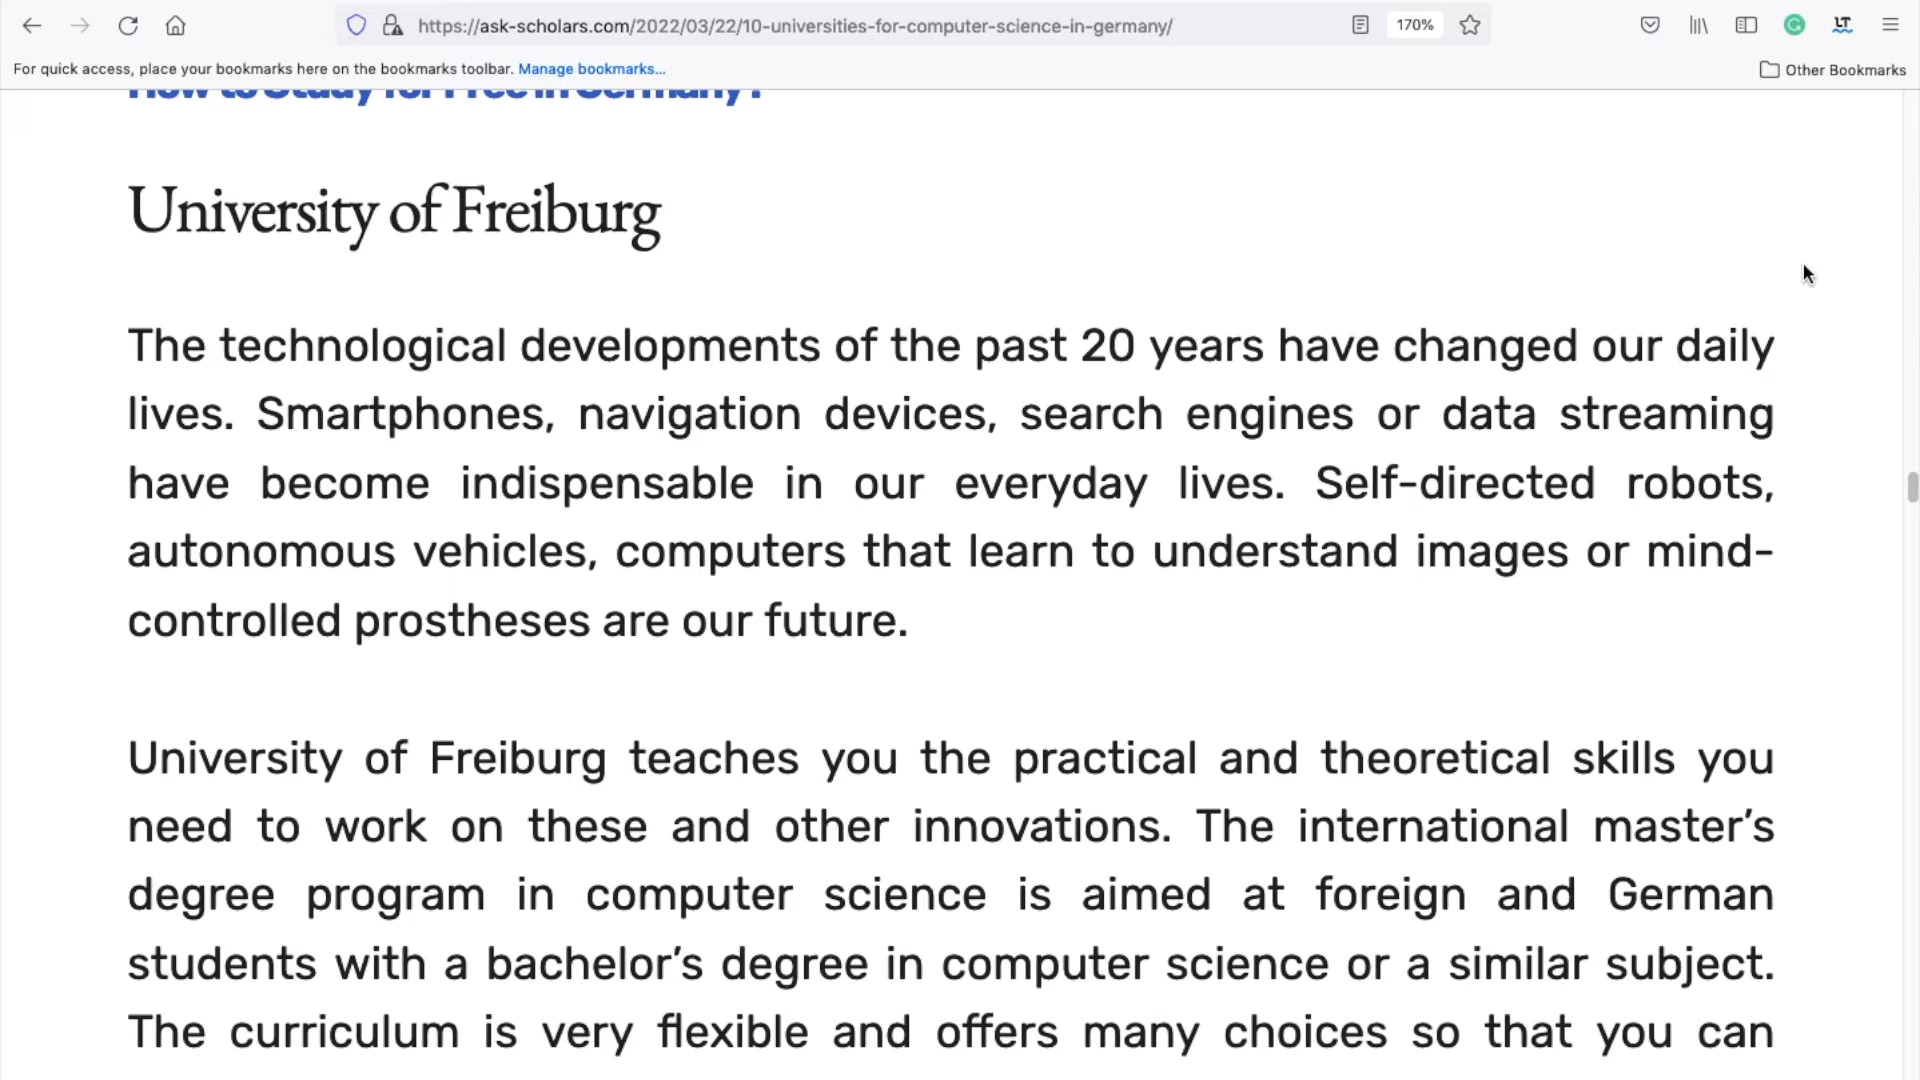 https://ask-scholars.com/2022/03/22/10-universities-for-computer-science-in-germany/
170%
For quick access, place your bookmarks here on the bookmarks toolbar. Manage bookmarks...
Other Bookmarks
How to Study for Free in Germany?
University of Freiburg
The technological developments of the past 20 years have changed our daily
lives. Smartphones, navigation devices, search engines or data streaming
have become indispensable in our everyday lives. Self-directed robots,
autonomous vehicles, computers that learn to understand images or mind-
controlled prostheses are our future.
University of Freiburg teaches you the practical and theoretical skills you
need to work on these and other innovations. The international master’s
degree program in computer science is aimed at foreign and German
students with a bachelor’s degree in computer science or a similar subject.
The curriculum is very flexible and offers many choices so that you can